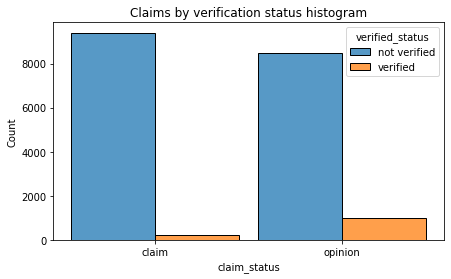 Claims by verification status histogram
verified_status
not verified
verified
8000
6000
4000
2000
0
Count
claim
opinion
claim_status